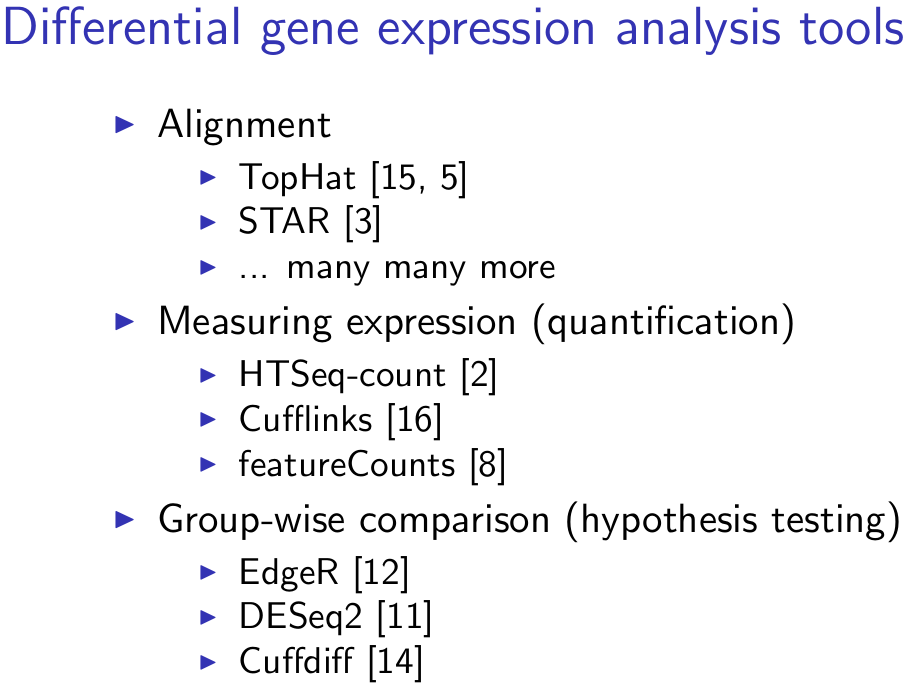 Differential gene expression analysis tools
Alignment
TopHat [15, 5]
STAR [3]
... many many more
Measuring expression (quantification)
HTSeq-count [2]
Cufflinks [16]
featureCounts [8]
Group-wise comparison (hypothesis testing)
EdgeR [12]
DESeq2 [11]
Cuffdiff [14]